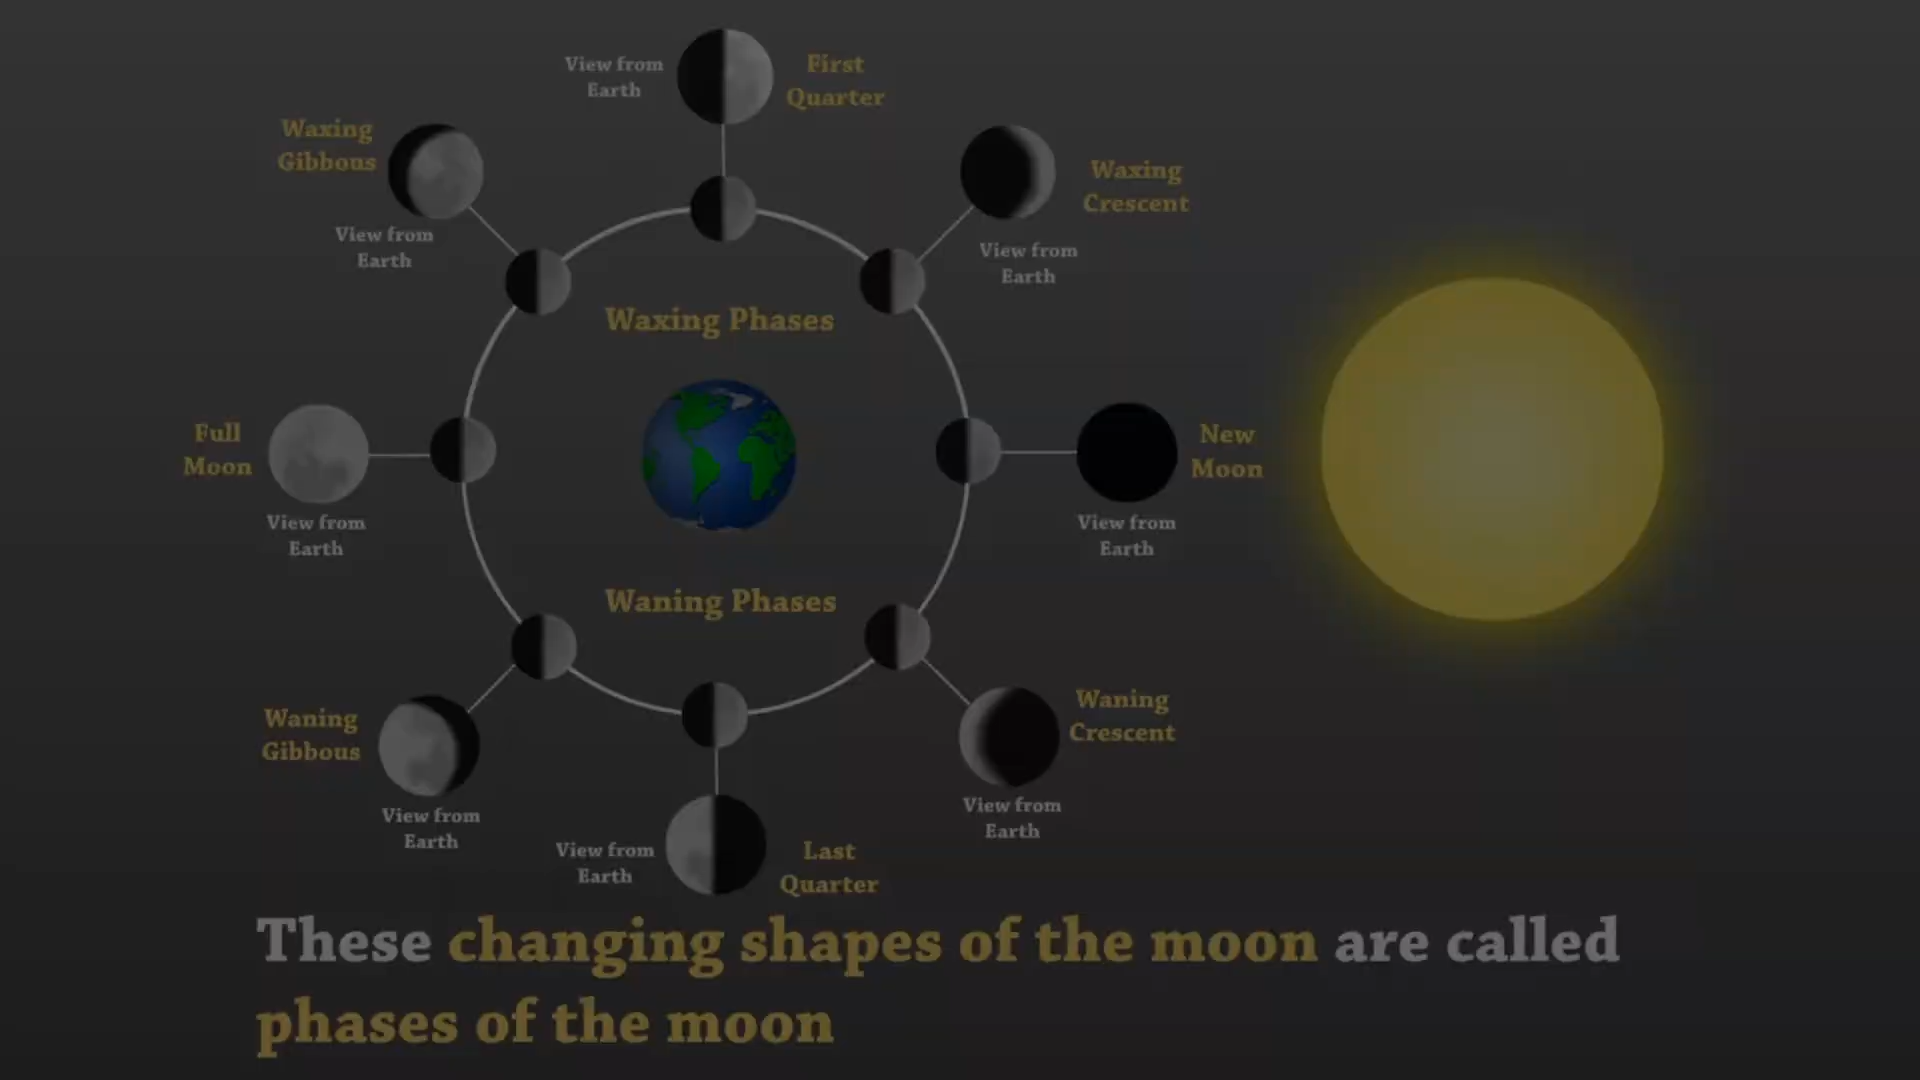 View from
Earth
First
Quarter
Waxing
Gibbous
View from
Earth
Waxing
Crescent
View from
Earth
Waxing Phases
Full
Moon
View from
Earth
New
Moon
View from
Earth
Waning Phases
Waning
Gibbous
View from
Earth
Waning
Crescent
View from
Earth
View from
Earth
Last
Quarter
These changing shapes of the moon are called
phases of the moon